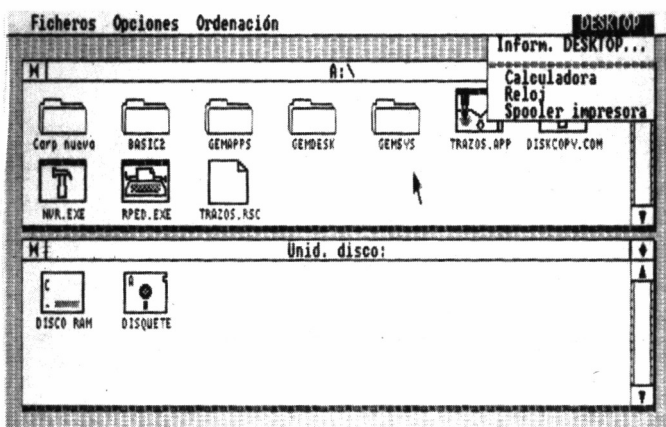 Ficheros Opciones Ordenación DESKTOP
Inform. DESKTOP...
Calculadora
Reloj
Spooler impresora
A:\
Carp nueva BASIC2 GEMAPPS GEMDESK GEMSYS TRAZOS.APP DISKCOPY.COM
NVR.EXE RPED.EXE TRAZOS.RSC
Unid. disco:
C A
DISCO RAM DISQUETE